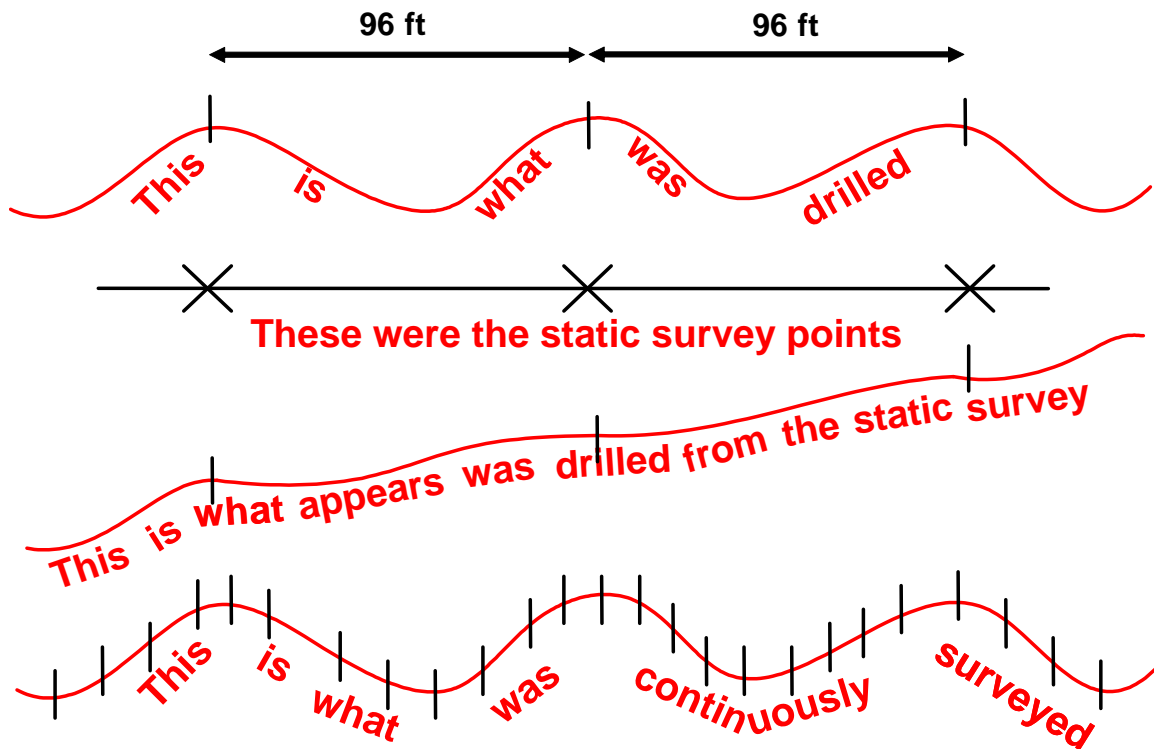 96 ft 96 ft
This is what was drilled
These were the static survey points
This is what appears was drilled from the static survey
This is what was continuously surveyed